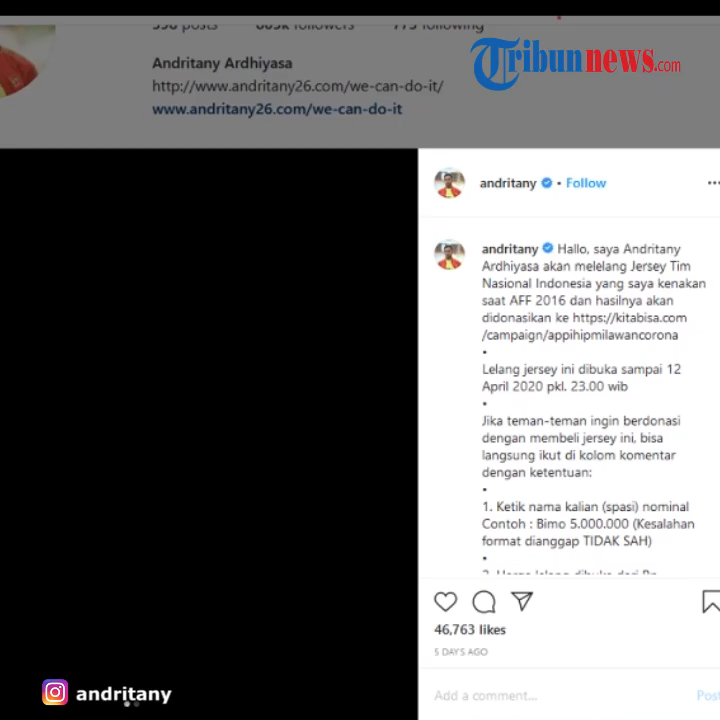 posts followers following
Andritany Ardhiyasa
http://www.andritany26.com/we-can-do-it/
www.andritany26.com/we-can-do-it
Tribunnews.com
andritany • Follow
andritany Hallo, saya Andritany
Ardhiyasa akan melelang Jersey Tim
Nasional Indonesia yang saya kenakan
saat AFF 2016 dan hasilnya akan
didonasikan ke https://kitabisa.com
/campaign/appihipmilawancorona
•
Lelang jersey ini dibuka sampai 12
April 2020 pkl. 23.00 wib
•
Jika teman-teman ingin berdonasi
dengan membeli jersey ini, bisa
langsung ikut di kolom komentar
dengan ketentuan:
•
1. Ketik nama kalian (spasi) nominal
Contoh : Bimo 5.000.000 (Kesalahan
format dianggap TIDAK SAH)
•
46,763 likes
5 DAYS AGO
Add a comment... Post
andritany